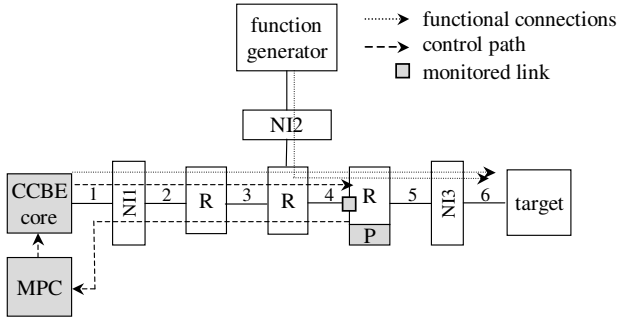 function
generator
functional connections
control path
monitored link
NI2
CCBE
core
1
NI1
2
R
3
R
4
R
5
NI3
6
target
P
MPC